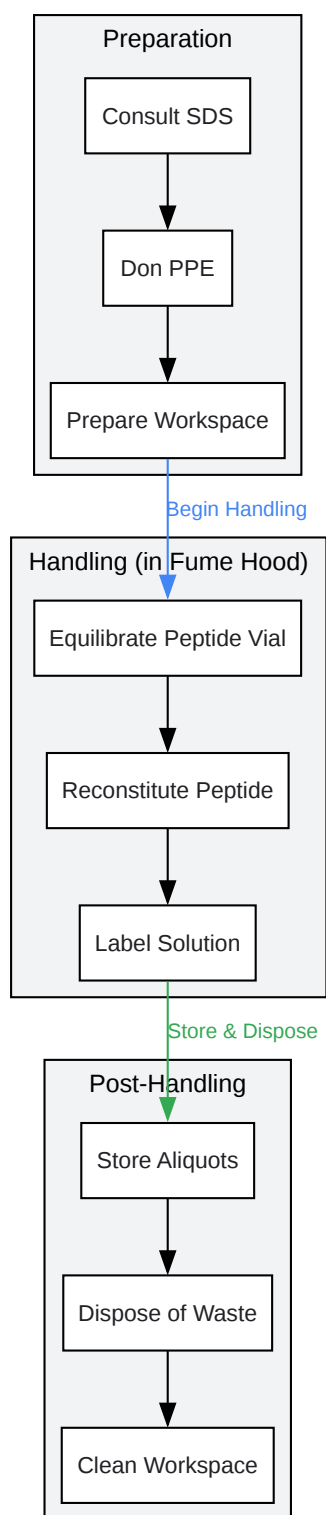 Preparation
Consult SDS
Don PPE
Prepare Workspace
Begin Handling
Handling (in Fume Hood)
Equilibrate Peptide Vial
Reconstitute Peptide
Label Solution
Store & Dispose
Post-Handling
Store Aliquots
Dispose of Waste
Clean Workspace